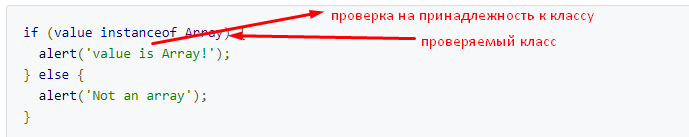 проверка на принадлежность к классу
if (value instanceof Array) {
проверяемый класс
alert('value is Array!');
} else {
alert('Not an array');
}